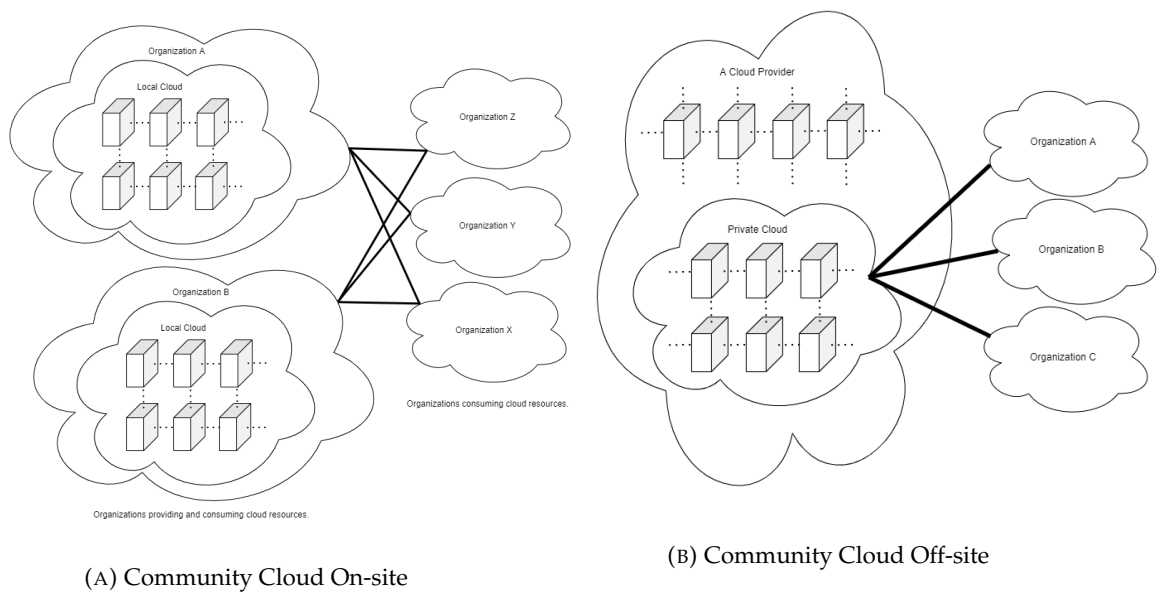 Organization A
Local Cloud
Organization Z
Organization Y
Organization B
Local Cloud
Organization X
Organizations consuming cloud resources.
Organizations providing and consuming cloud resources.
(A) Community Cloud On-site
A Cloud Provider
Organization A
Private Cloud
Organization B
Organization C
(B) Community Cloud Off-site